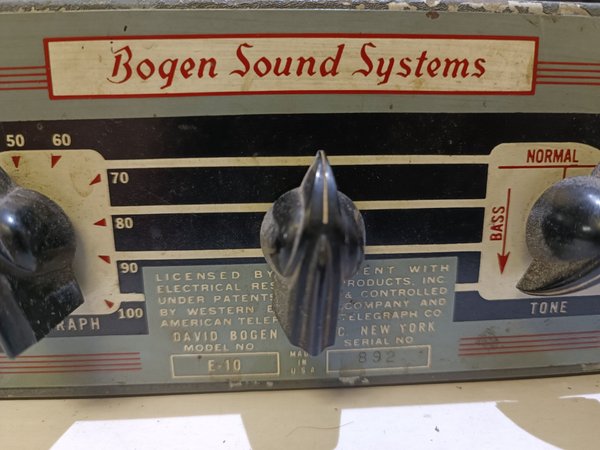 Bogen Sound Systems
50 60
70
80
90
100
RAPH
NORMAL
BASS
TONE
LICENSED BY MENT WITH
ELECTRICAL RES PRODUCTS, INC.
UNDER PATENTS & CONTROLLED
BY WESTERN E COMPANY AND
AMERICAN TELEP TELEGRAPH CO
DAVID BOGEN C. NEW YORK
MODEL NO. SERIAL NO
E-10 MADE IN U.S.A. 892